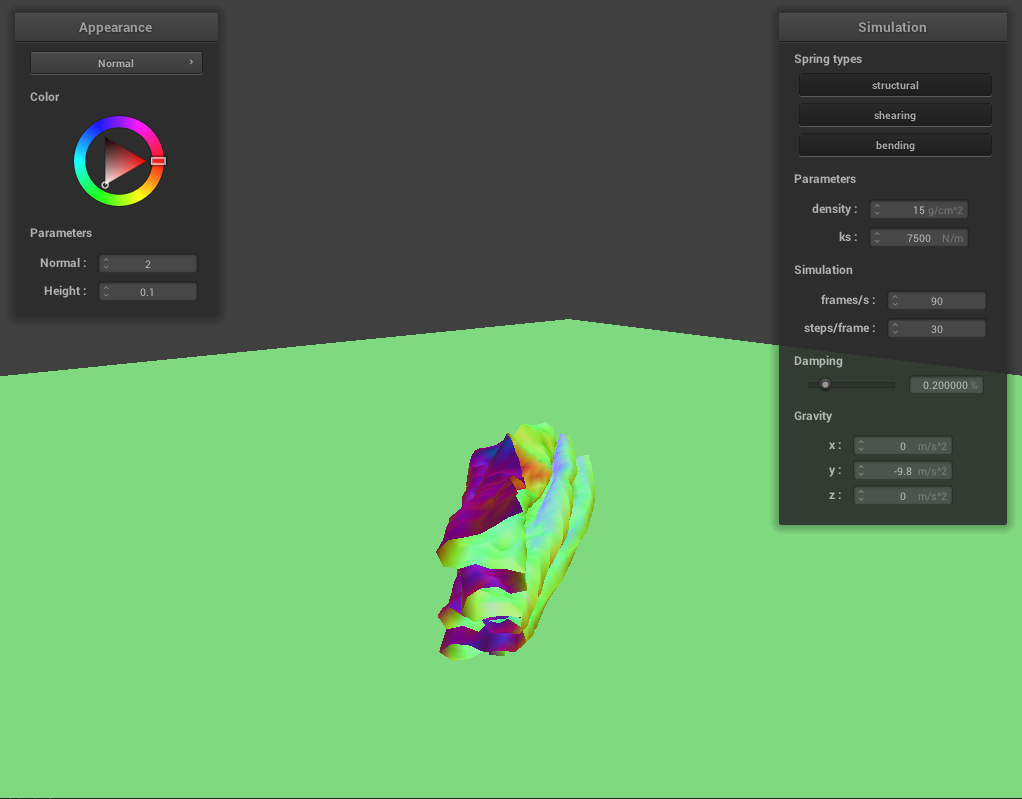 Appearance
Normal
Color
Parameters
Normal : 2
Height : 0.1
Simulation
Spring types
structural
shearing
bending
Parameters
density : 15 g/cm^2
ks : 7500 N/m
Simulation
frames/s : 90
steps/frame : 30
Damping
0.200000 %
Gravity
x : 0 m/s^2
y : -9.8 m/s^2
z : 0 m/s^2